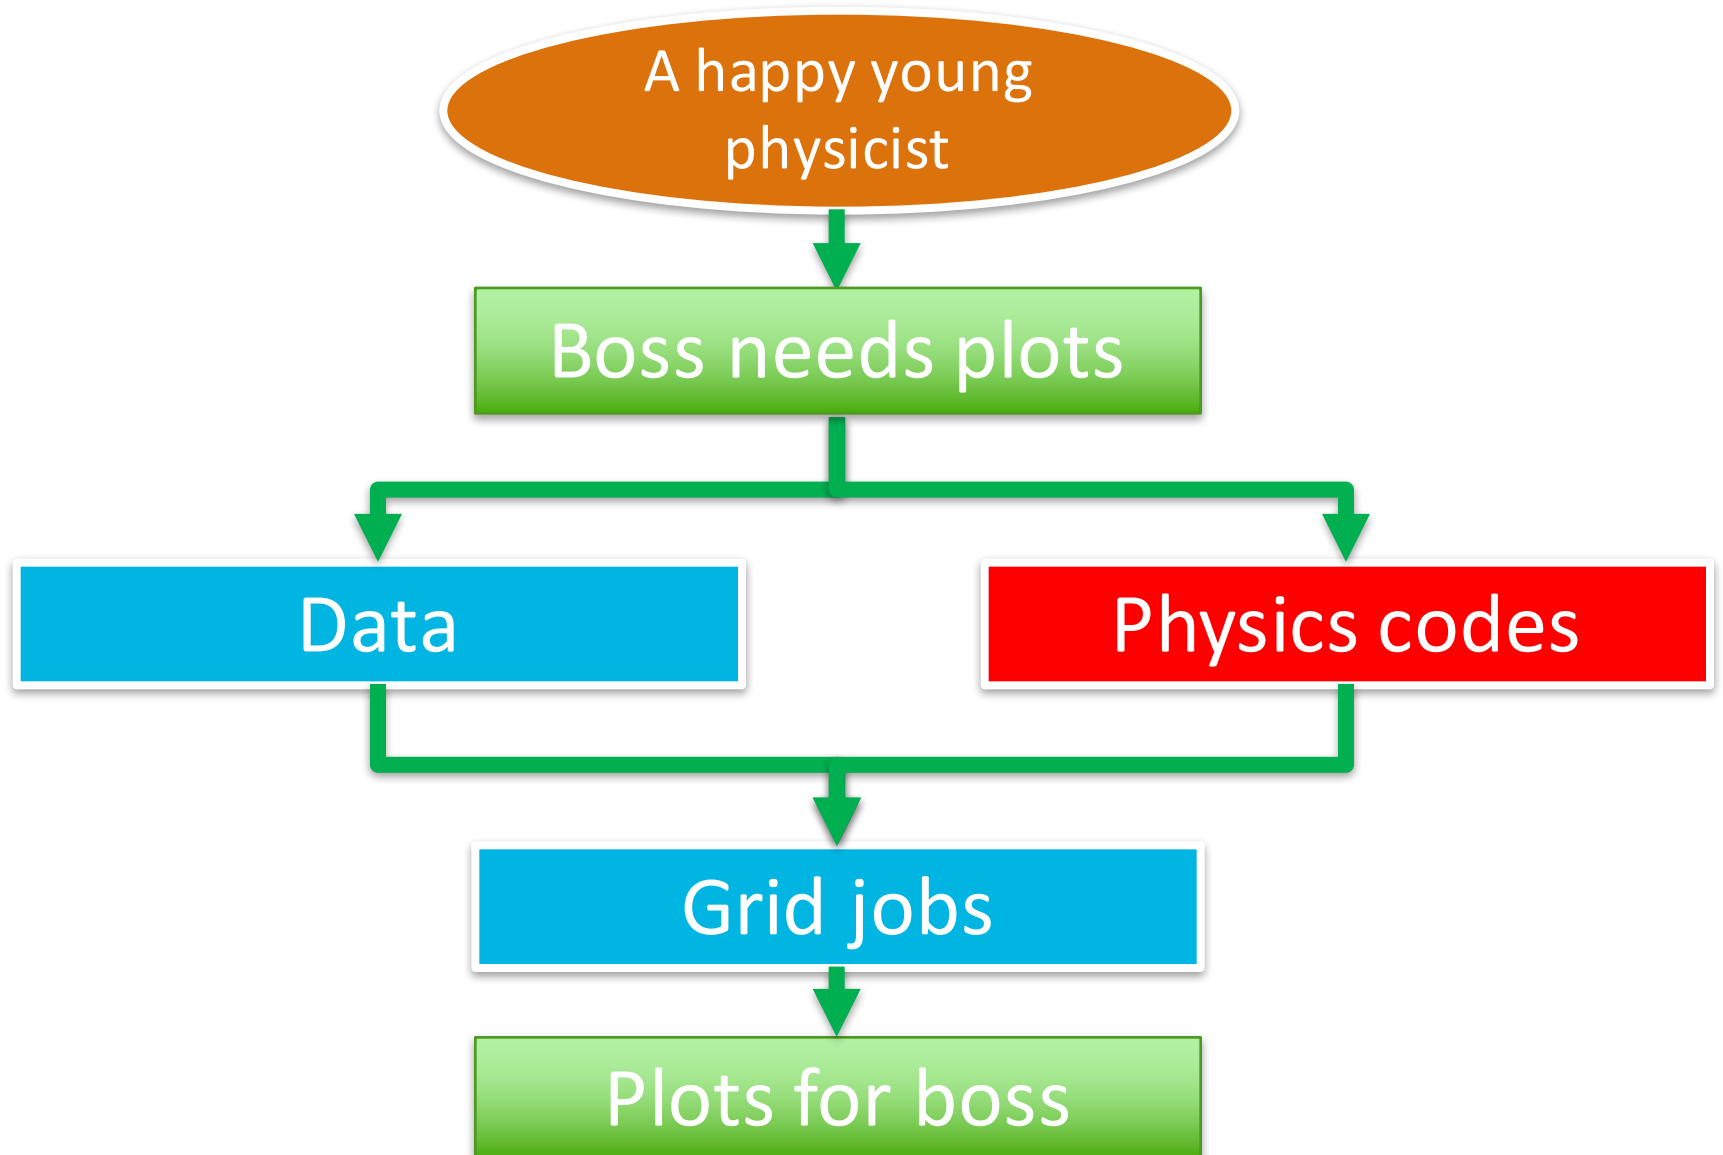 A happy young
physicist
Boss needs plots
Data
Physics codes
Grid jobs
Plots for boss